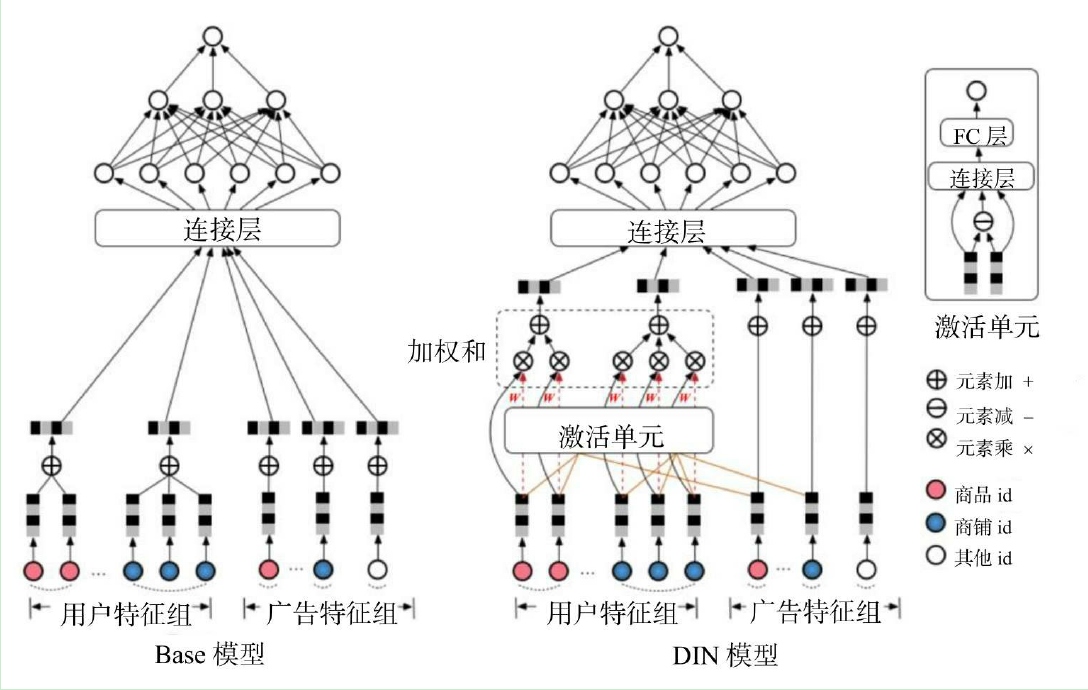 连接层
用户特征组
广告特征组
Base 模型
连接层
加权和
w
w
w
w
w
激活单元
用户特征组
广告特征组
DIN 模型
FC 层
连接层
激活单元
元素加 +
元素减 −
元素乘 ×
商品 id
商铺 id
其他 id